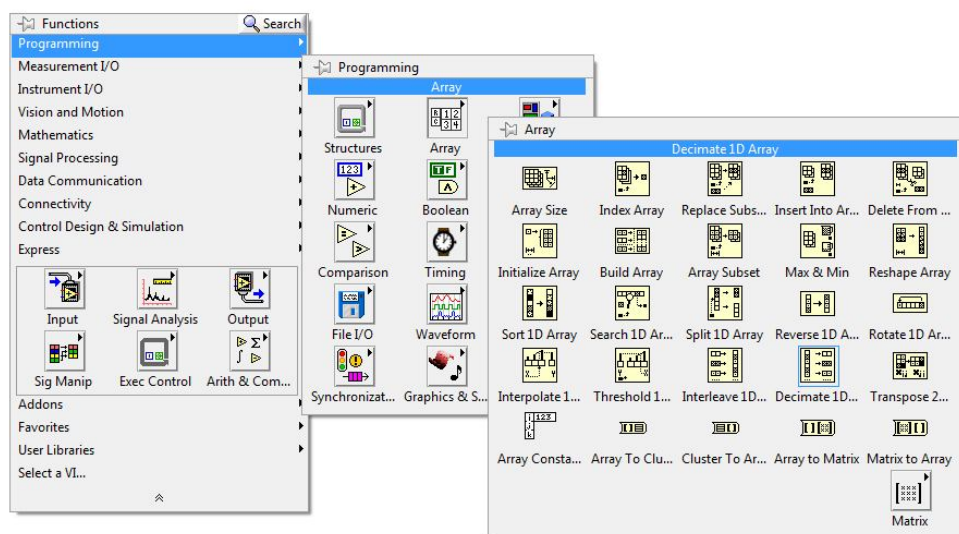 Functions Search
Programming
Measurement I/O
Instrument I/O
Vision and Motion
Mathematics
Signal Processing
Data Communication
Connectivity
Control Design & Simulation
Express
Input Signal Analysis Output
Sig Manip Exec Control Arith & Com...
Addons
Favorites
User Libraries
Select a VI...
Programming
Array
Structures Array
Numeric Boolean
Comparison Timing
File I/O Waveform
Synchronizat... Graphics & S...
Array
Decimate 1D Array
Array Size Index Array Replace Subs... Insert Into Ar... Delete From ...
Initialize Array Build Array Array Subset Max & Min Reshape Array
Sort 1D Array Search 1D Ar... Split 1D Array Reverse 1D A... Rotate 1D Ar...
Interpolate 1... Threshold 1... Interleave 1D... Decimate 1D... Transpose 2...
Array Consta... Array To Clu... Cluster To Ar... Array to Matrix Matrix to Array
Matrix